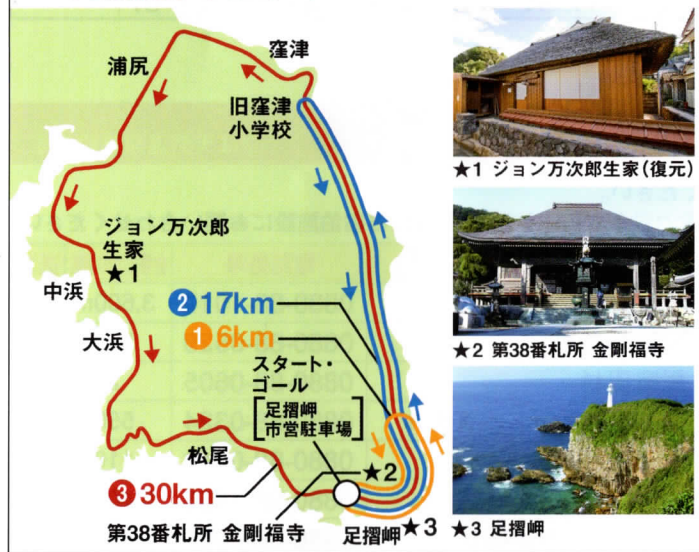 窪津
浦尻
旧窪津
小学校
ジョン万次郎
生家
★1
中浜
大浜
❷17km
❶6km
スタート・
ゴール
足摺岬
市営駐車場
松尾
★2
❸30km
第38番札所 金剛福寺
足摺岬★3
★1 ジョン万次郎生家(復元)
★2 第38番札所 金剛福寺
★3 足摺岬